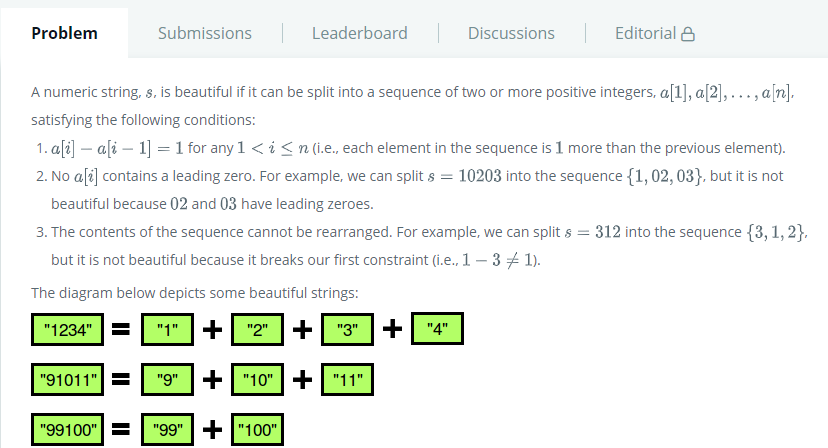 Problem Submissions Leaderboard Discussions Editorial
A numeric string, s, is beautiful if it can be split into a sequence of two or more positive integers, a[1], a[2], . . . , a[n],
satisfying the following conditions:
1. a[i] − a[i − 1] = 1 for any 1 < i ≤ n (i.e., each element in the sequence is 1 more than the previous element).
2. No a[i] contains a leading zero. For example, we can split s = 10203 into the sequence {1, 02, 03}, but it is not
beautiful because 02 and 03 have leading zeroes.
3. The contents of the sequence cannot be rearranged. For example, we can split s = 312 into the sequence {3, 1, 2},
but it is not beautiful because it breaks our first constraint (i.e., 1 − 3 ≠ 1).
The diagram below depicts some beautiful strings:
"1234" = "1" + "2" + "3" + "4"
"91011" = "9" + "10" + "11"
"99100" = "99" + "100"